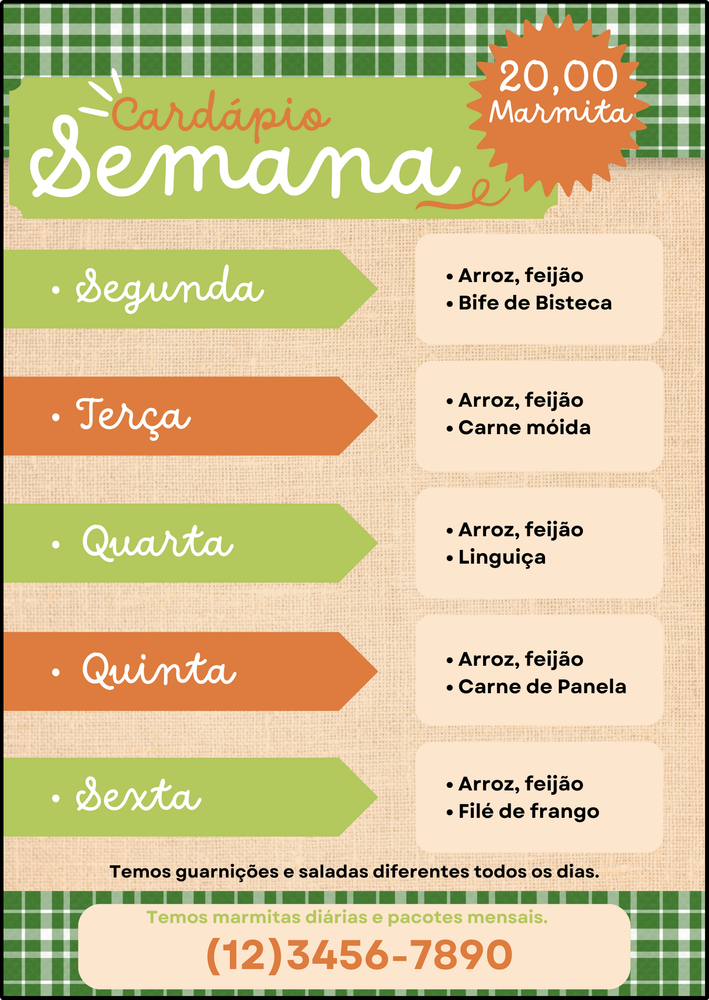 20,00
Marmita
Cardápio
Semana
• Segunda
• Arroz, feijão
• Bife de Bisteca
• Terça
• Arroz, feijão
• Carne móida
• Quarta
• Arroz, feijão
• Linguiça
• Quinta
• Arroz, feijão
• Carne de Panela
• Sexta
• Arroz, feijão
• Filé de frango
Temos guarnições e saladas diferentes todos os dias.
Temos marmitas diárias e pacotes mensais.
(12)3456-7890